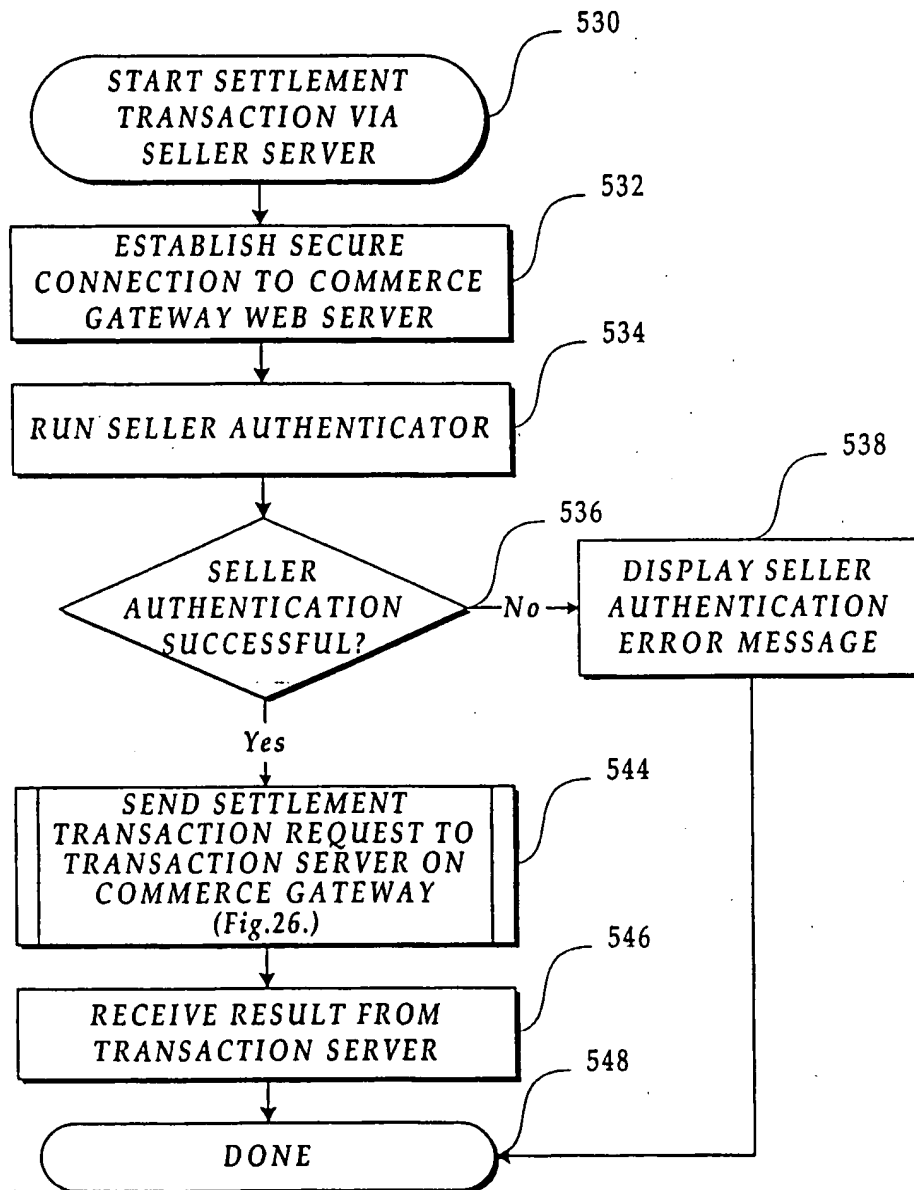 530
START SETTLEMENT
TRANSACTION VIA
SELLER SERVER
532
ESTABLISH SECURE
CONNECTION TO COMMERCE
GATEWAY WEB SERVER
534
RUN SELLER AUTHENTICATOR
536
SELLER
AUTHENTICATION
SUCCESSFUL?
No
538
DISPLAY SELLER
AUTHENTICATION
ERROR MESSAGE
Yes
544
SEND SETTLEMENT
TRANSACTION REQUEST TO
TRANSACTION SERVER ON
COMMERCE GATEWAY
(Fig.26.)
546
RECEIVE RESULT FROM
TRANSACTION SERVER
548
DONE